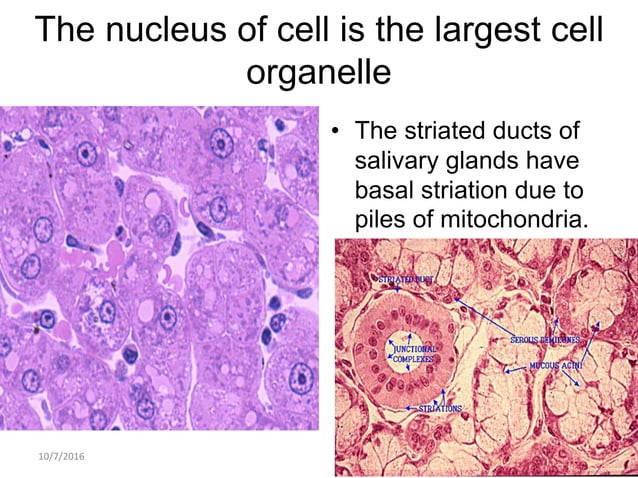 The nucleus of cell is the largest cell
organelle
• The striated ducts of
salivary glands have
basal striation due to
piles of mitochondria.
STRIATED DUCT
SEROUS DEMILUNES
JUNCTIONAL
COMPLEXES
MUCOUS ACINI
STRIATIONS
10/7/2016